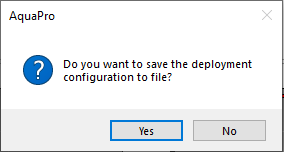 AquaPro
Do you want to save the deployment
configuration to file?
Yes
No